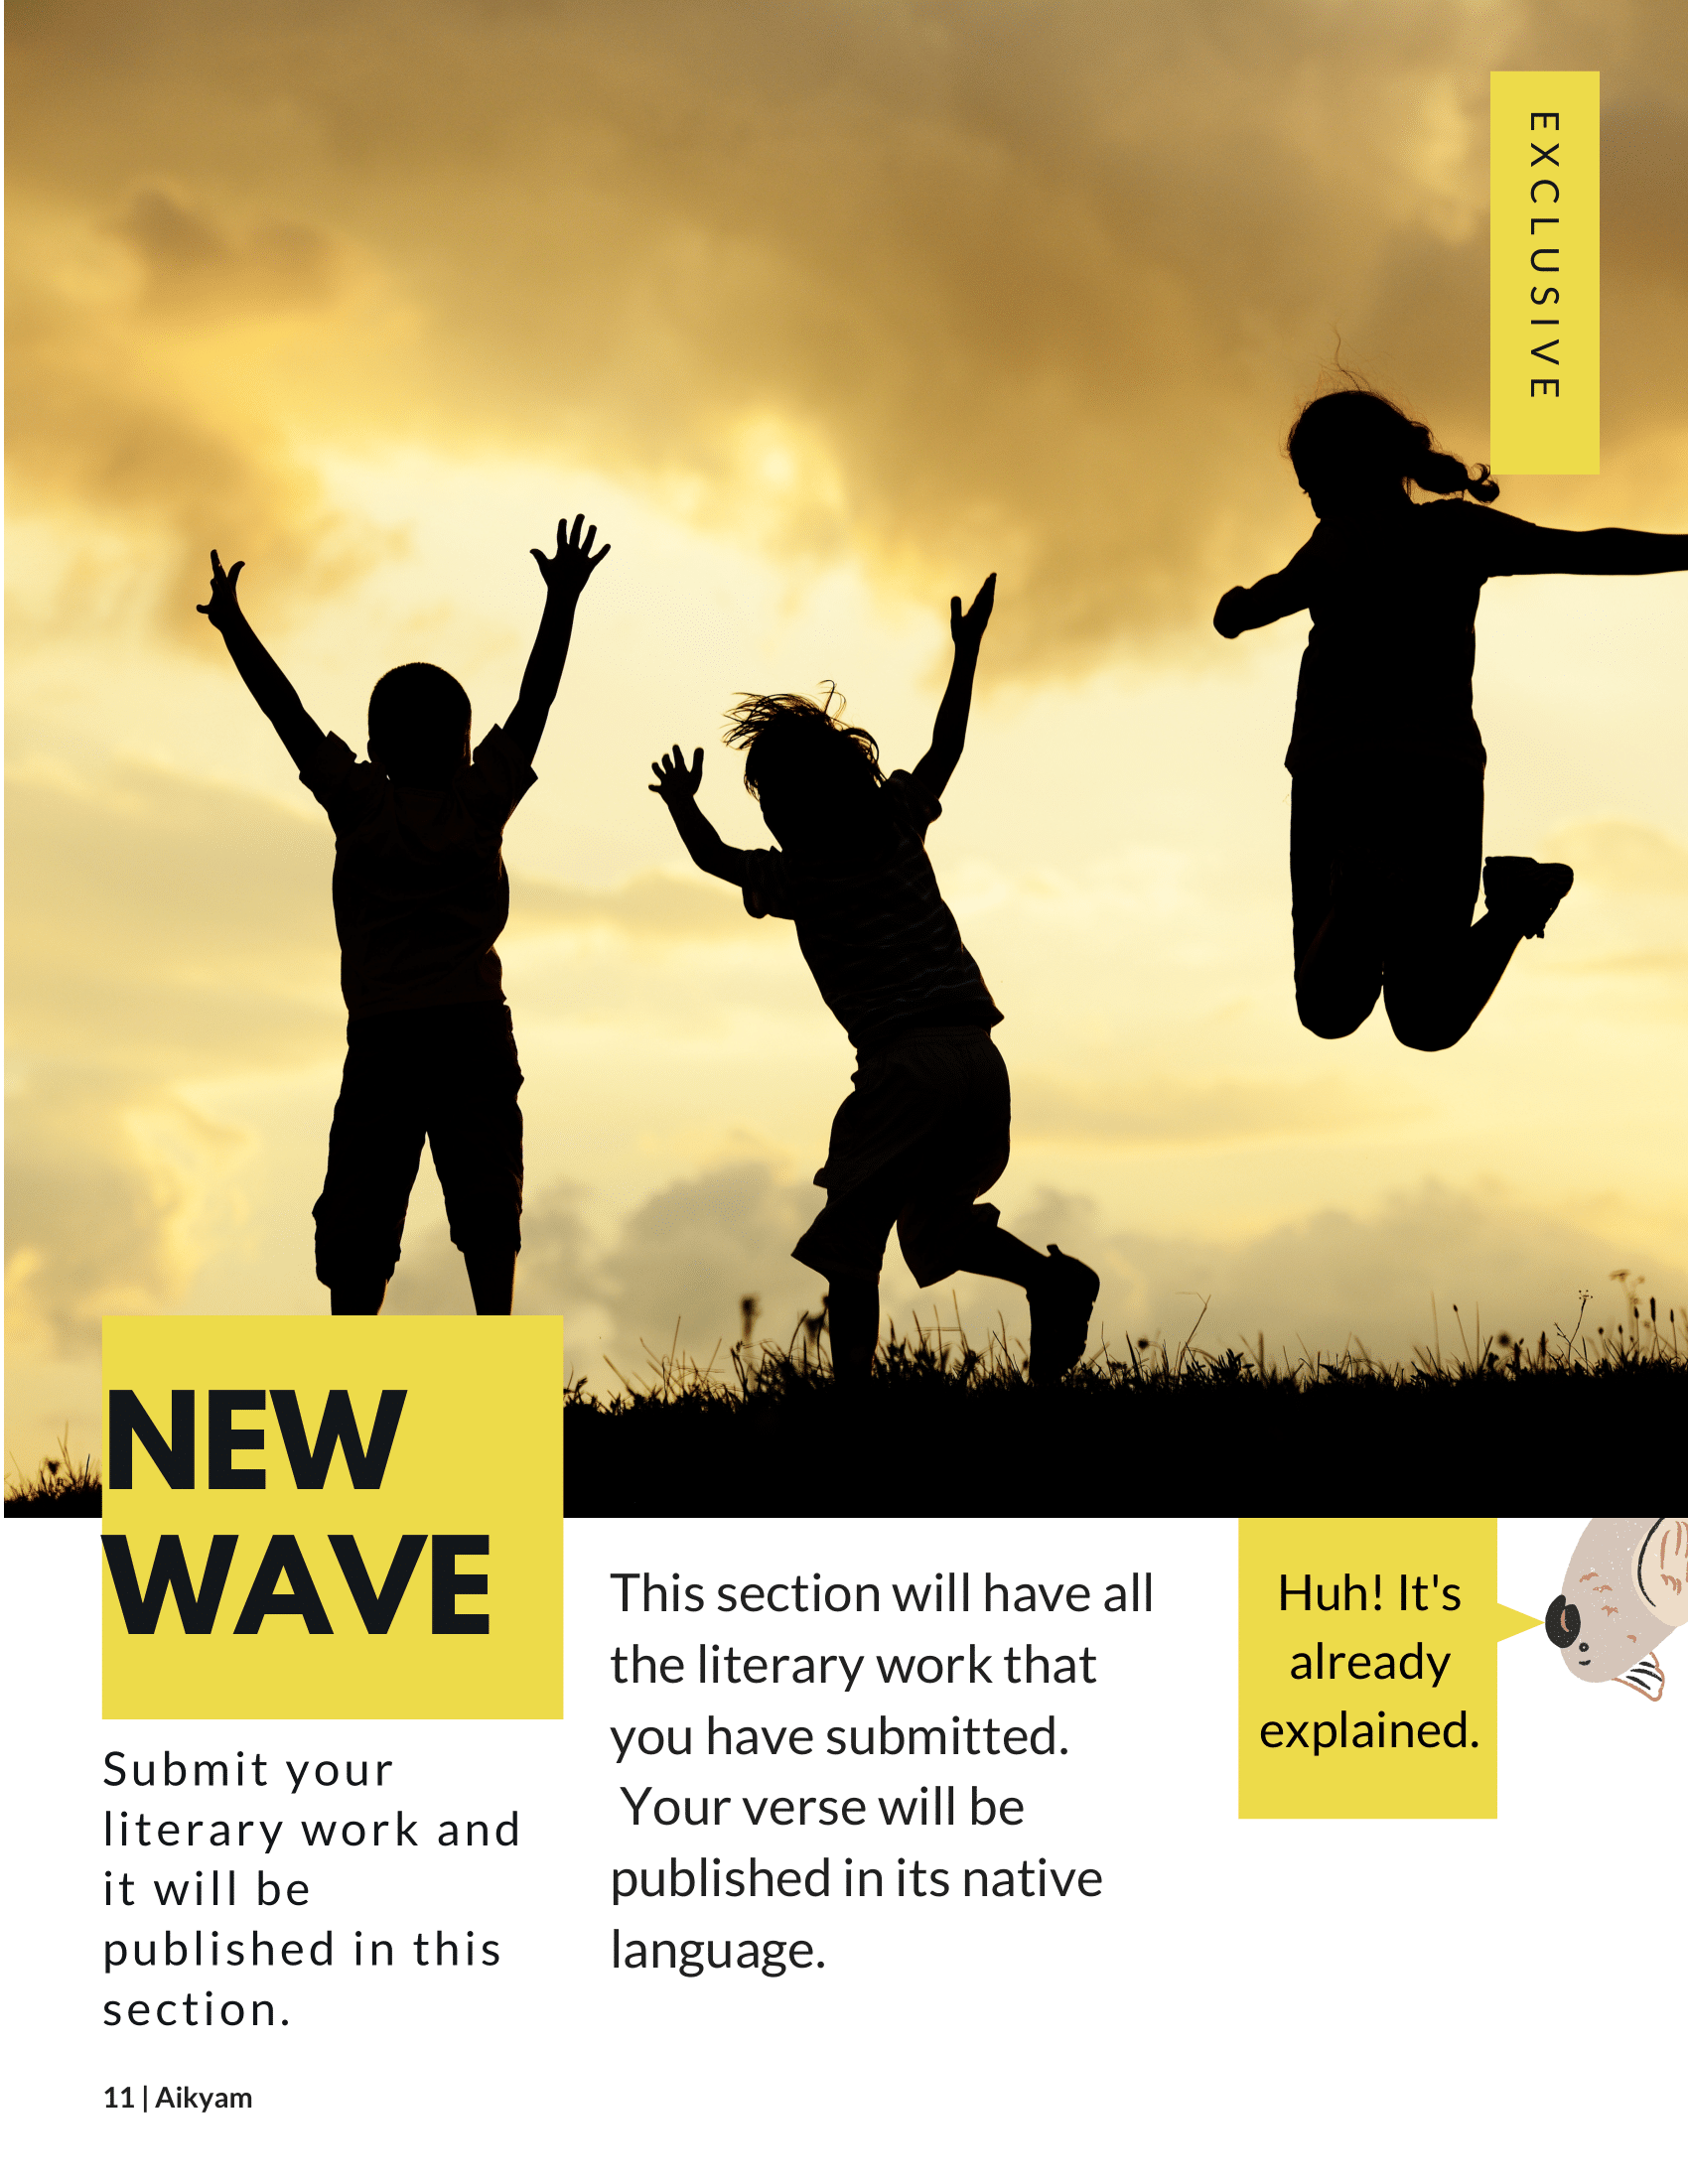 EXCLUSIVE
NEW
WAVE
Submit your
literary work and
it will be
published in this
section.
This section will have all
the literary work that
you have submitted.
Your verse will be
published in its native
language.
Huh! It's
already
explained.
11 | Aikyam